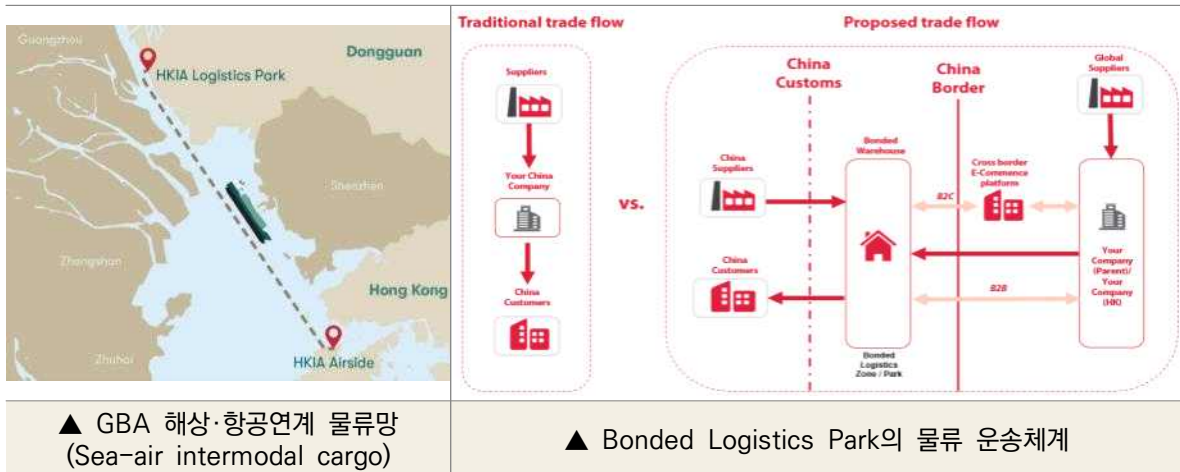 Guangzhou
Dongguan
HKIA Logistics Park
Shenzhen
Zhongshan
Hong Kong
Zhuhai
HKIA Airside
▲ GBA 해상·항공연계 물류망
(Sea-air intermodal cargo)
Traditional trade flow
Suppliers
Your China
Company
China
Customers
vs.
Proposed trade flow
China
Customs
China
Border
Global
Suppliers
Bonded
Warehouse
Cross border
E-Commence
platform
China
Suppliers
B2C
China
Customers
B2B
Your
Company
(Parent)/
Your
Company
(HK)
Bonded
Logistics
Zone / Park
▲ Bonded Logistics Park의 물류 운송체계